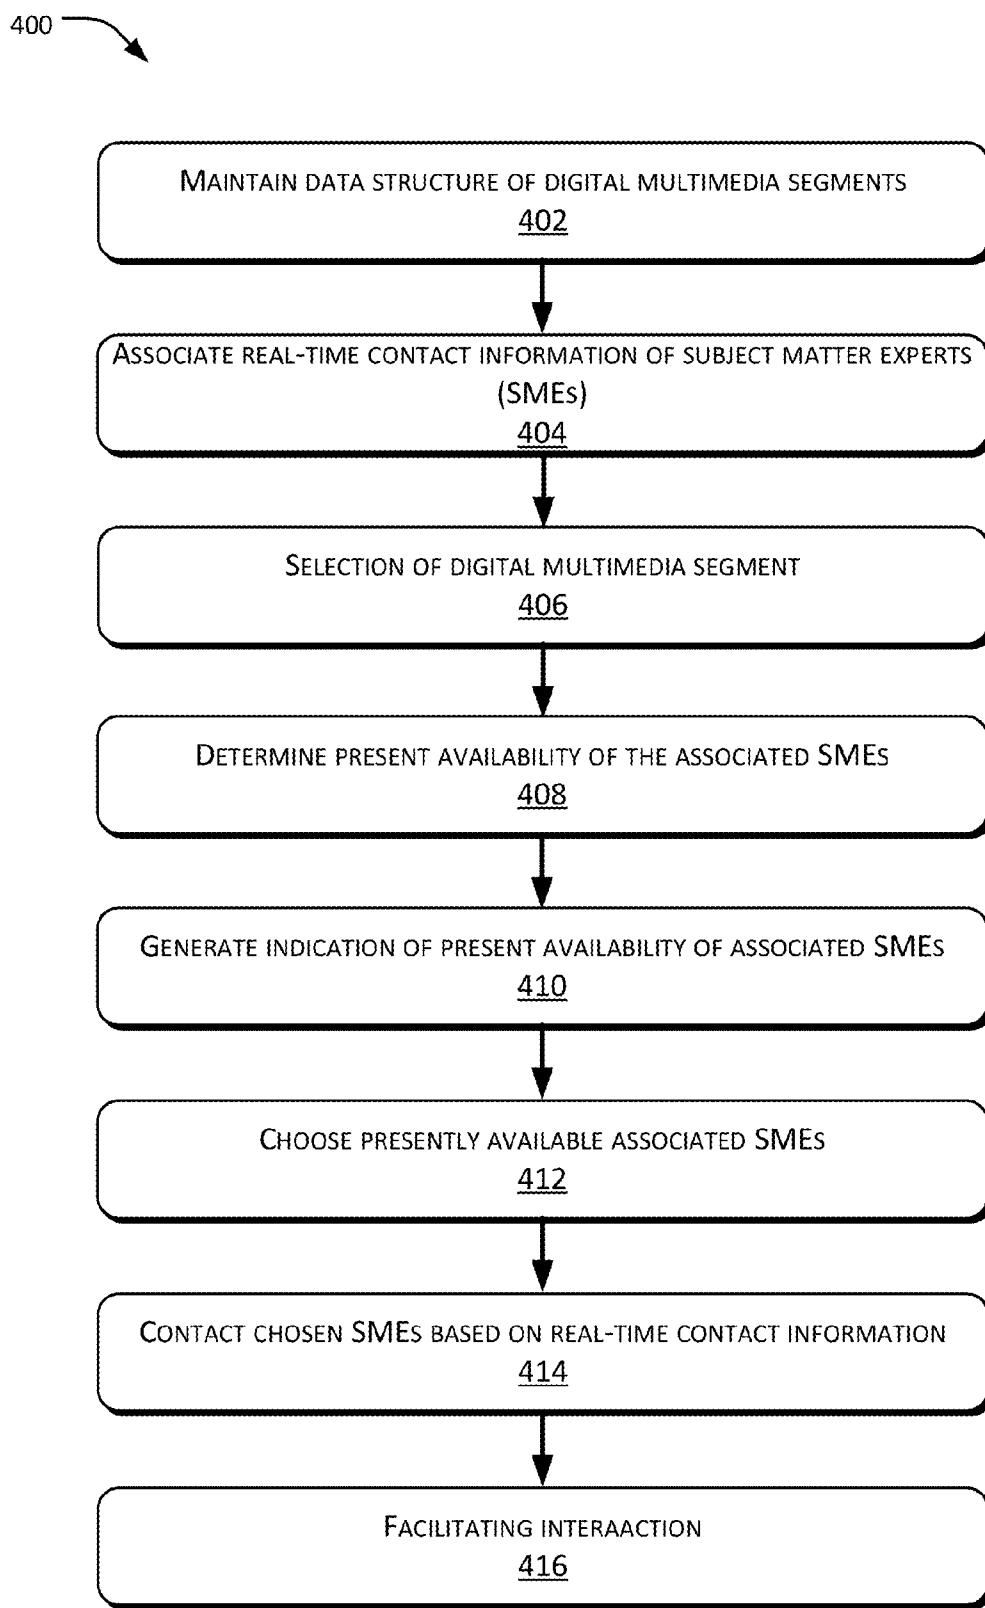 400
Maintain data structure of digital multimedia segments
402
Associate real-time contact information of subject matter experts
(SMEs)
404
Selection of digital multimedia segment
406
Determine present availability of the associated SMEs
408
Generate indication of present availability of associated SMEs
410
Choose presently available associated SMEs
412
Contact chosen SMEs based on real-time contact information
414
Facilitating interaaction
416